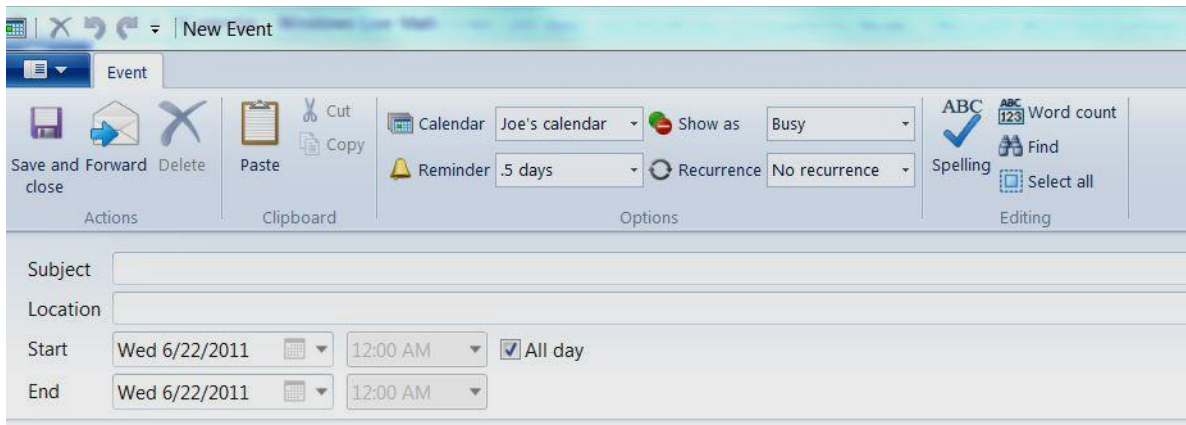 New Event
Event
Save and close
Forward
Delete
Actions
Paste
Cut
Copy
Clipboard
Calendar Joe's calendar
Reminder .5 days
Show as Busy
Recurrence No recurrence
Options
ABC
Spelling
ABC 123 Word count
Find
Select all
Editing
Subject
Location
Start Wed 6/22/2011 12:00 AM All day
End Wed 6/22/2011 12:00 AM